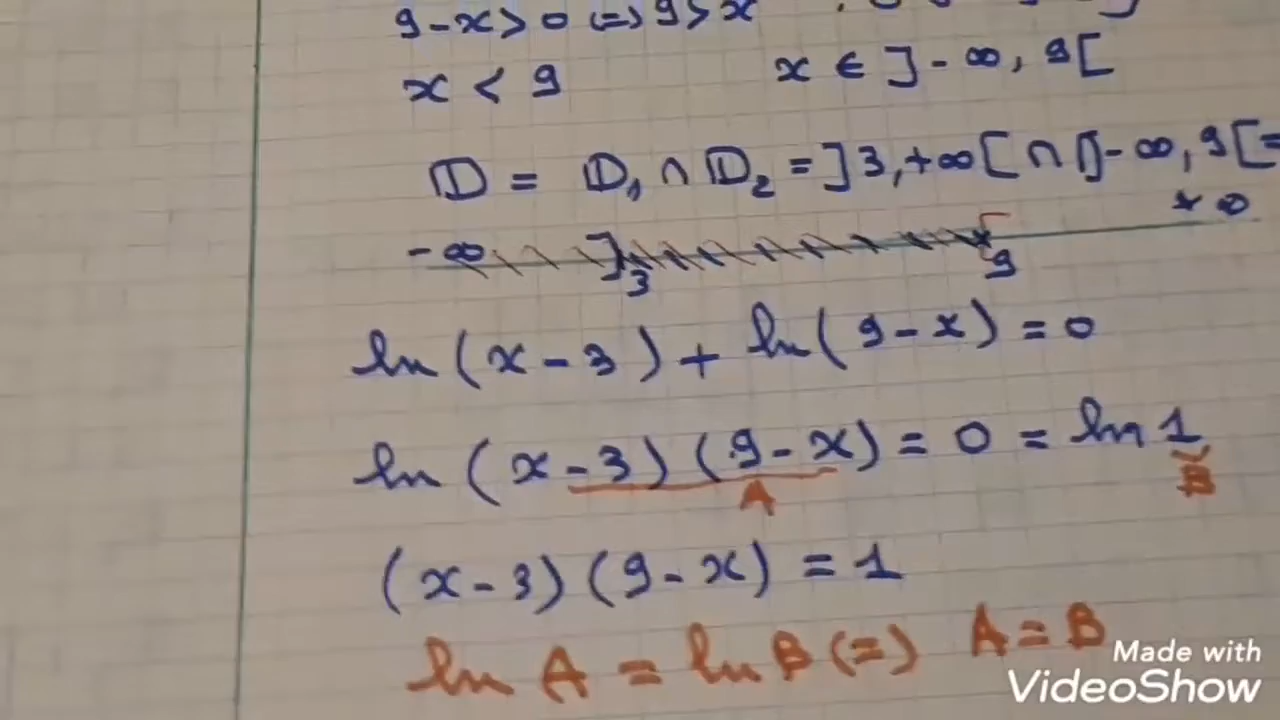 9-x>0 (=) 9>x
x < 9 x ∈ ]-∞, 9[
𝔻 = 𝔻₁ ∩ 𝔻₂ = ]3,+∞[ ∩ ]-∞, 9[ =
-∞ ]3 [9 +∞
ln(x-3) + ln(9-x) = 0
ln(x-3)(9-x) = 0 = ln 1
A B
(x-3)(9-x) = 1
ln A = ln B (=) A = B
Made with
VideoShow